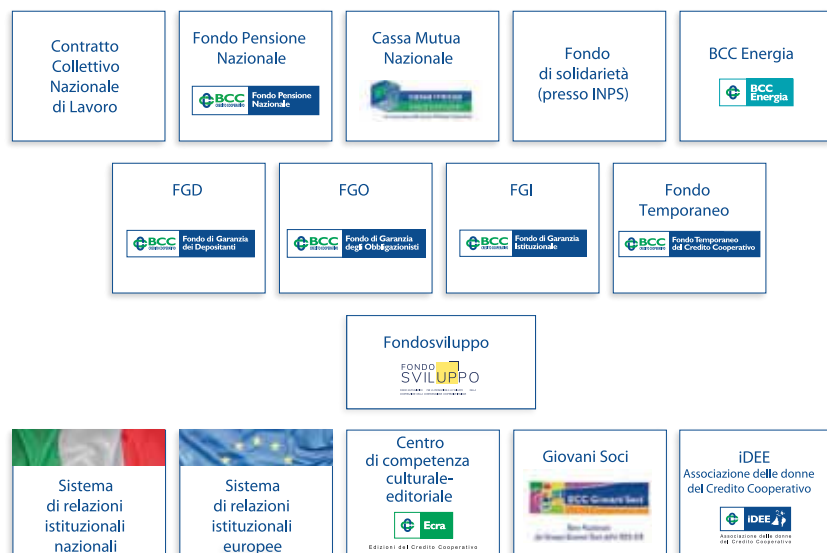 Contratto
Collettivo
Nazionale
di Lavoro
Fondo Pensione
Nazionale
BCC
Fondo Pensione
Nazionale
Cassa Mutua
Nazionale
Fondo
di solidarietà
(presso INPS)
BCC Energia
BCC
Energia
FGD
BCC
Fondo di Garanzia
dei Depositanti
FGO
BCC
Fondo di Garanzia
degli Obbligazionisti
FGI
BCC
Fondo di Garanzia
Istituzionale
Fondo
Temporaneo
BCC
Fondo Temporaneo
del Credito Cooperativo
Fondosviluppo
FONDO
SVILUPPO
Sistema
di relazioni
istituzionali
nazionali
Sistema
di relazioni
istituzionali
europee
Centro
di competenza
culturale-
editoriale
Ecra
Edizioni del Credito Cooperativo
Giovani Soci
BCC Giovani Soci
iDEE
Associazione delle donne
del Credito Cooperativo
iDEE
Associazione delle donne
del Credito Cooperativo